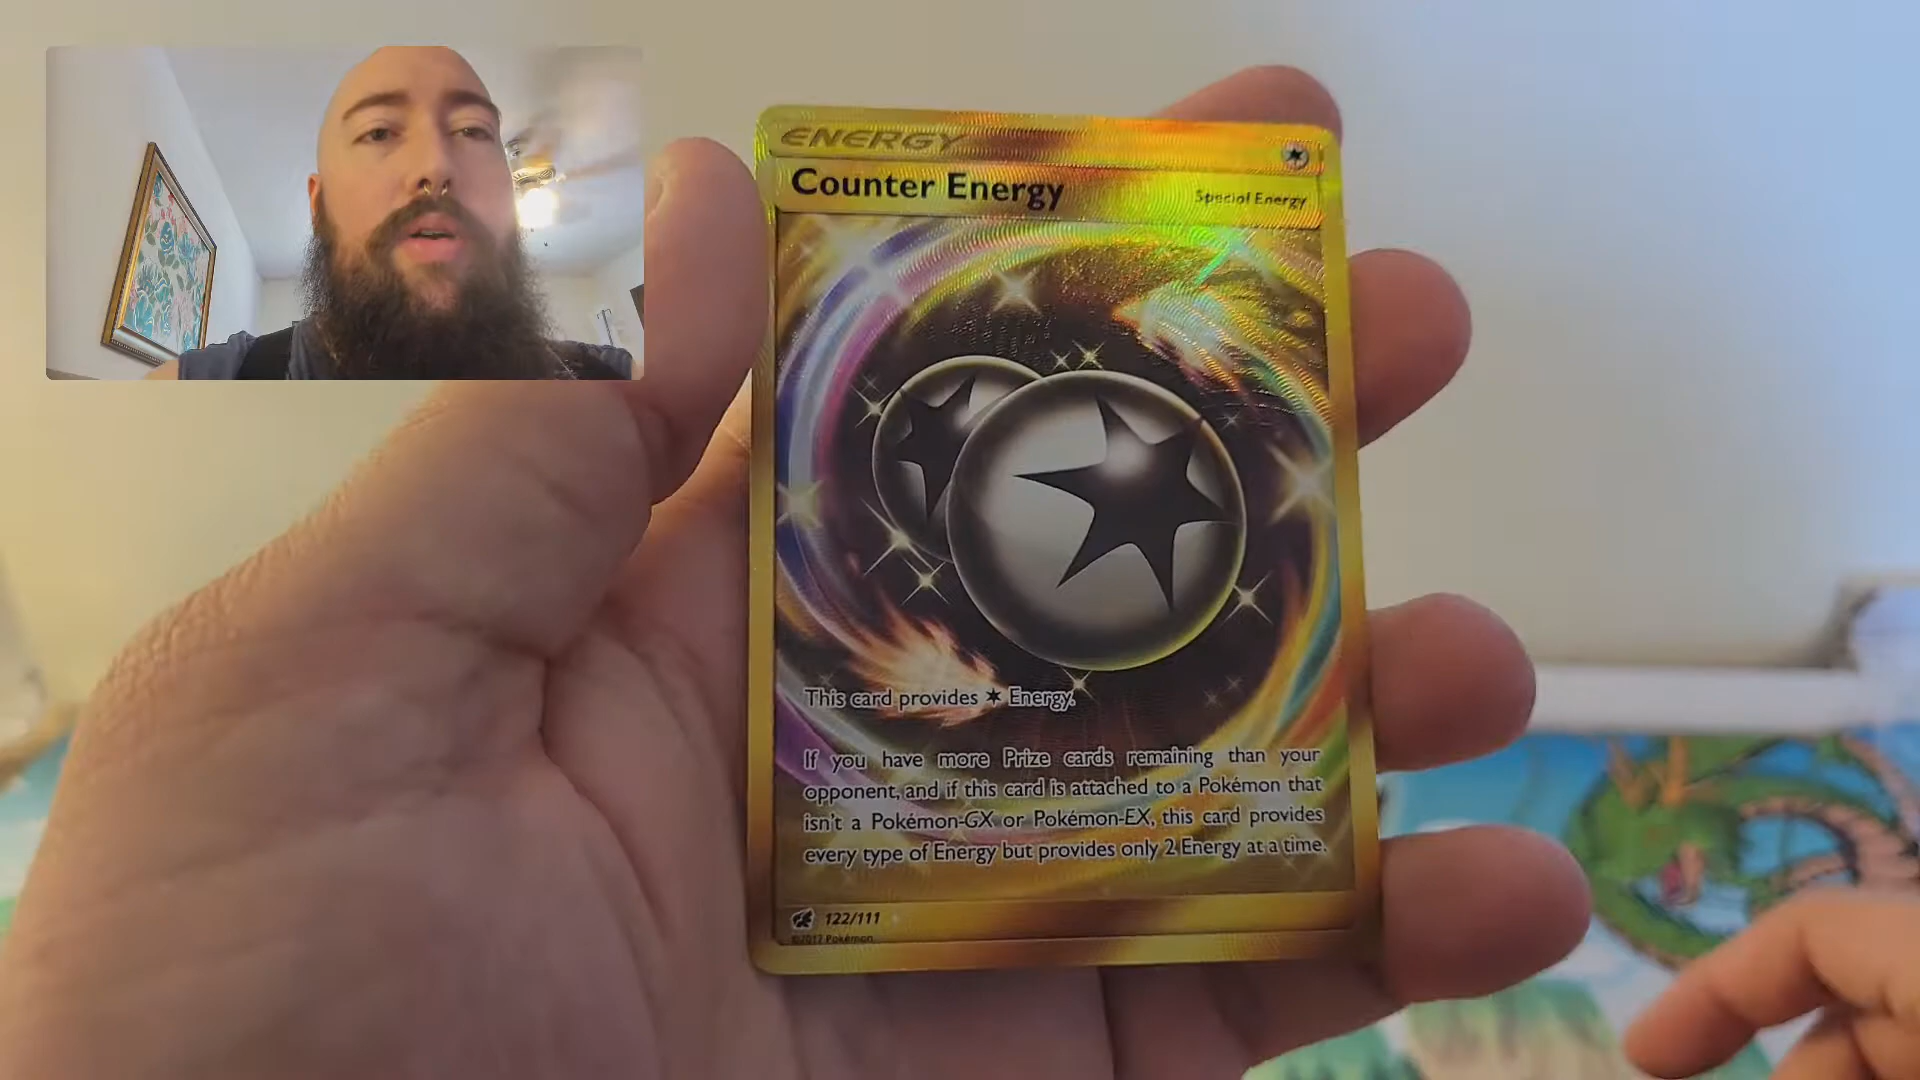 ENERGY
Counter Energy
Special Energy
This card provides Energy.
If you have more Prize cards remaining than your
opponent, and if this card is attached to a Pokémon that
isn't a Pokémon-GX or Pokémon-EX, this card provides
every type of Energy but provides only 2 Energy at a time.
122/111
©2017 Pokémon